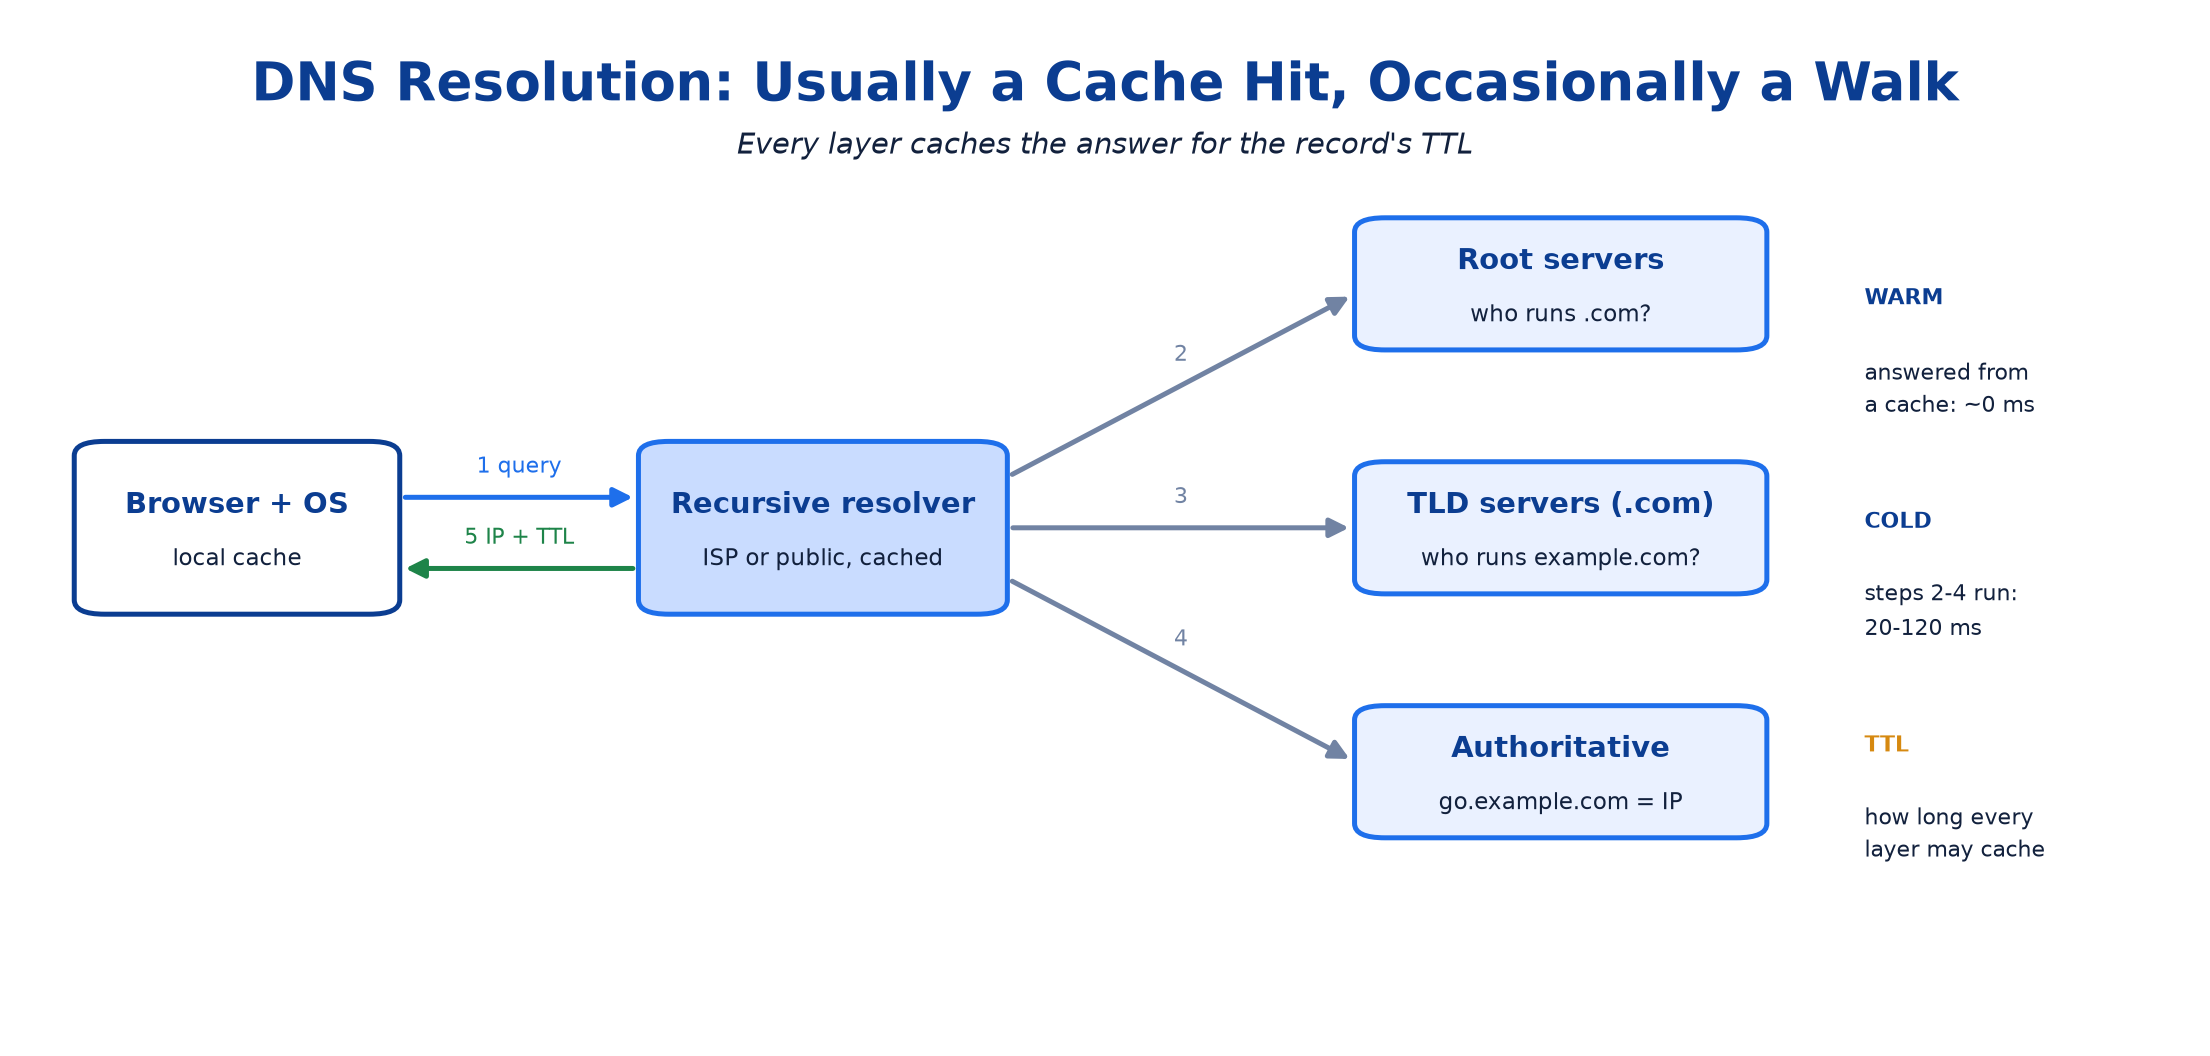 DNS Resolution: Usually a Cache Hit, Occasionally a Walk
Every layer caches the answer for the record's TTL
Browser + OS
local cache
1 query
5 IP + TTL
Recursive resolver
ISP or public, cached
2
3
4
Root servers
who runs .com?
TLD servers (.com)
who runs example.com?
Authoritative
go.example.com = IP
WARM
answered from
a cache: ~0 ms
COLD
steps 2-4 run:
20-120 ms
TTL
how long every
layer may cache